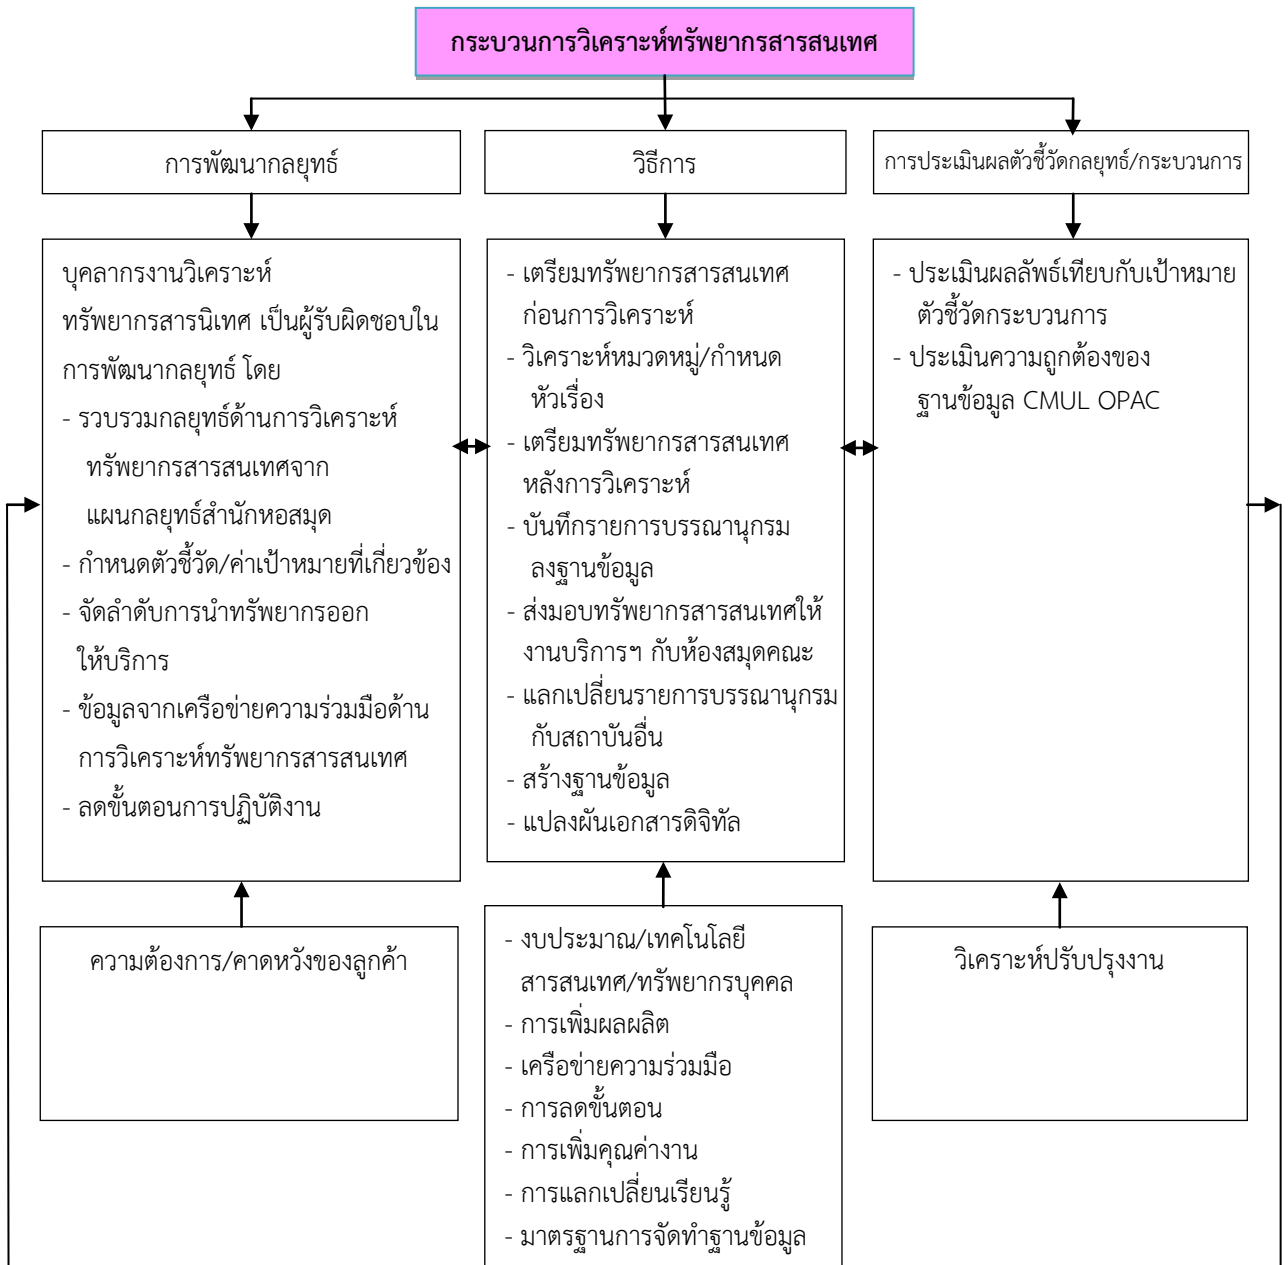 กระบวนการวิเคราะห์ทรัพยากรสารสนเทศ
การพัฒนากลยุทธ์
วิธีการ
การประเมินผลตัวชี้วัดกลยุทธ์/กระบวนการ
บุคลากรงานวิเคราะห์
ทรัพยากรสารนิเทศ เป็นผู้รับผิดชอบใน
การพัฒนากลยุทธ์ โดย
- รวบรวมกลยุทธ์ด้านการวิเคราะห์
ทรัพยากรสารสนเทศจาก
แผนกลยุทธ์สำนักหอสมุด
- กำหนดตัวชี้วัด/ค่าเป้าหมายที่เกี่ยวข้อง
- จัดลำดับการนำทรัพยากรออก
ให้บริการ
- ข้อมูลจากเครือข่ายความร่วมมือด้าน
การวิเคราะห์ทรัพยากรสารสนเทศ
- ลดขั้นตอนการปฏิบัติงาน
- เตรียมทรัพยากรสารสนเทศ
ก่อนการวิเคราะห์
- วิเคราะห์หมวดหมู่/กำหนด
หัวเรื่อง
- เตรียมทรัพยากรสารสนเทศ
หลังการวิเคราะห์
- บันทึกรายการบรรณานุกรม
ลงฐานข้อมูล
- ส่งมอบทรัพยากรสารสนเทศให้
งานบริการฯ กับห้องสมุดคณะ
- แลกเปลี่ยนรายการบรรณานุกรม
กับสถาบันอื่น
- สร้างฐานข้อมูล
- แปลงผันเอกสารดิจิทัล
- ประเมินผลลัพธ์เทียบกับเป้าหมาย
ตัวชี้วัดกระบวนการ
- ประเมินความถูกต้องของ
ฐานข้อมูล CMUL OPAC
ความต้องการ/คาดหวังของลูกค้า
- งบประมาณ/เทคโนโลยี
สารสนเทศ/ทรัพยากรบุคคล
- การเพิ่มผลผลิต
- เครือข่ายความร่วมมือ
- การลดขั้นตอน
- การเพิ่มคุณค่างาน
- การแลกเปลี่ยนเรียนรู้
- มาตรฐานการจัดทำฐานข้อมูล
วิเคราะห์ปรับปรุงงาน